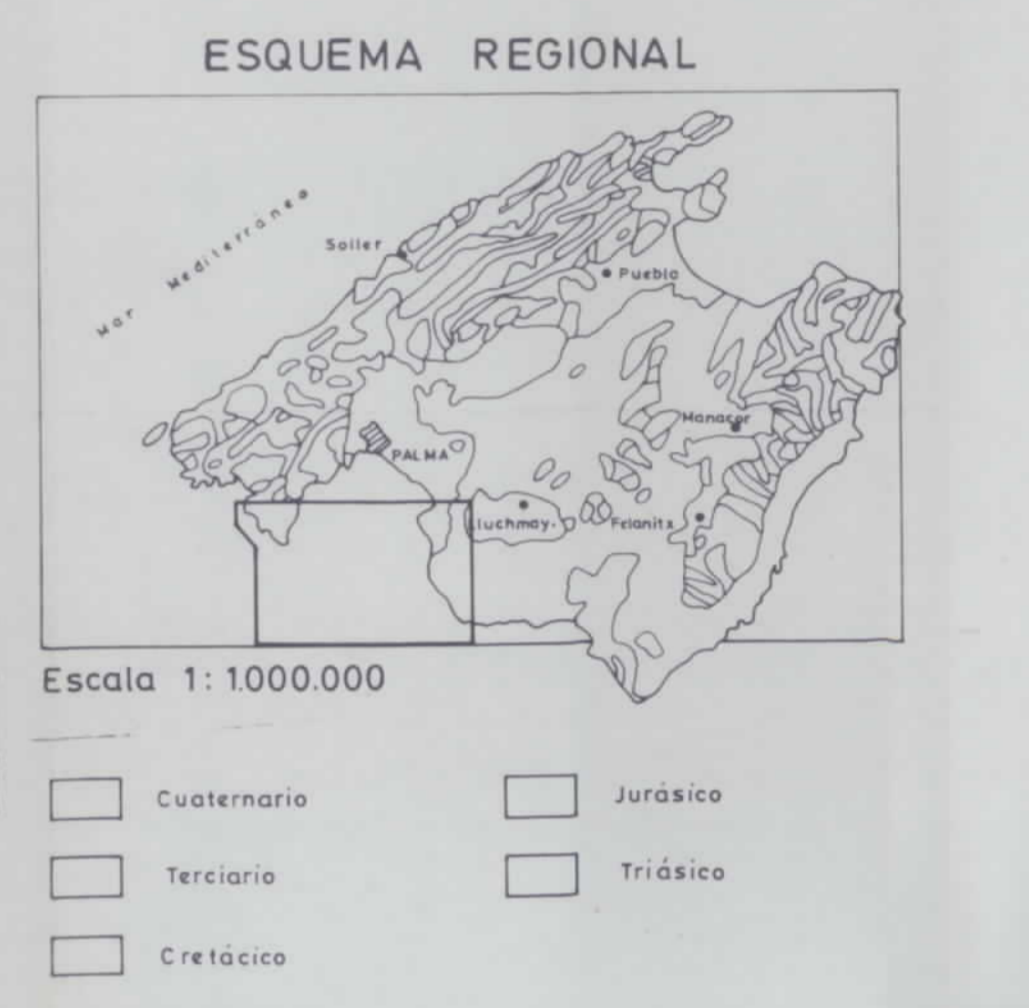 ESQUEMA REGIONAL
Mar Mediterráneo
Soller
Puebla
Manacor
PALMA
lluchmay.
Felanitx
Escala 1: 1.000.000
Cuaternario
Jurásico
Terciario
Triásico
Cretácico